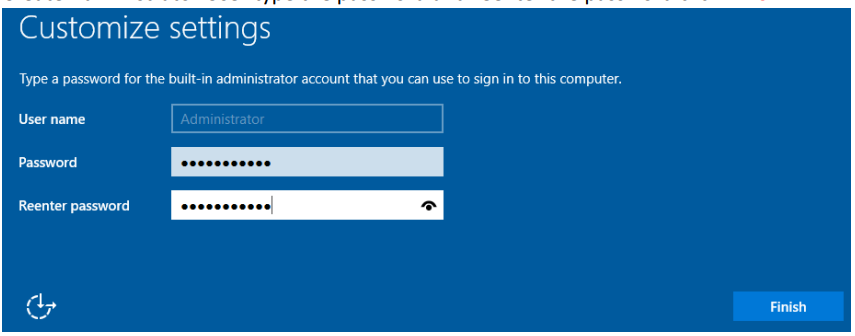 Customize settings
Type a password for the built-in administrator account that you can use to sign in to this computer.
User name
Administrator
Password
●●●●●●●●●●●
Reenter password
●●●●●●●●●●●
Finish